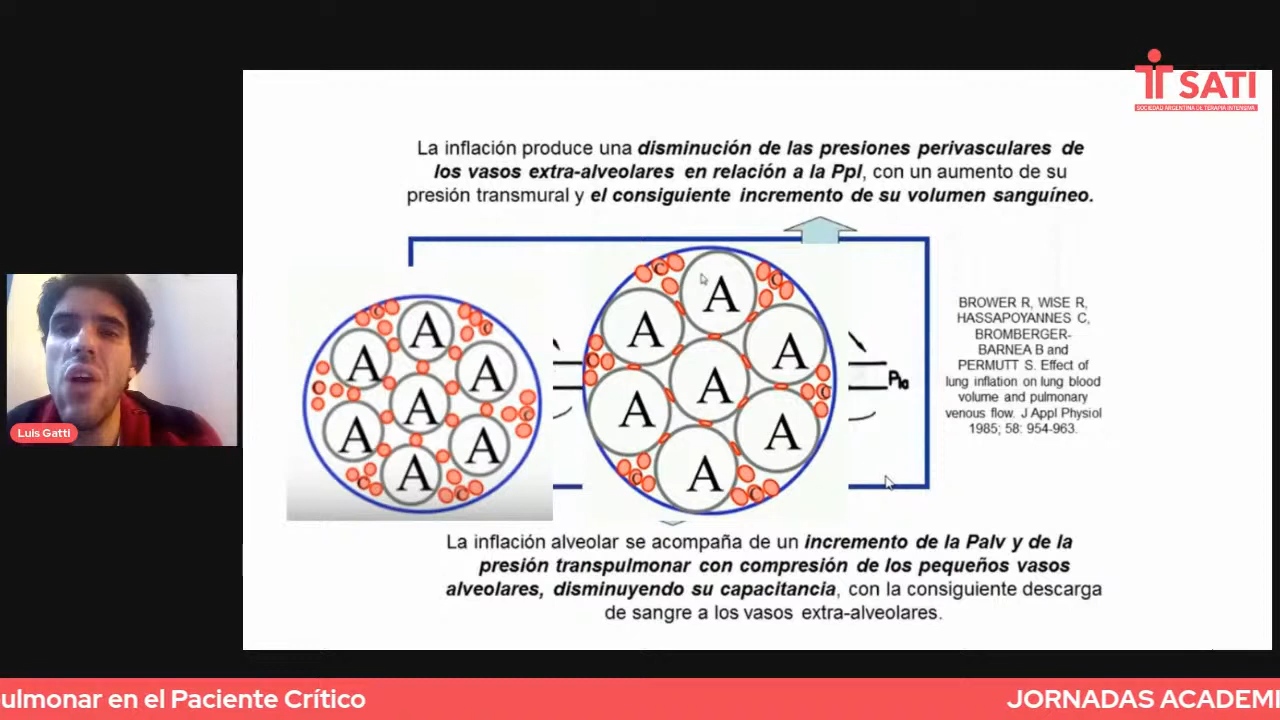 SATI
SOCIEDAD ARGENTINA DE TERAPIA INTENSIVA
La inflación produce una disminución de las presiones perivasculares de
los vasos extra-alveolares en relación a la Ppl, con un aumento de su
presión transmural y el consiguiente incremento de su volumen sanguíneo.
A
A
A
A
A
A
A
C
C
C
C
C
C
A
A
A
A
A
A
A
C
C
C
C
C
C
Pla
BROWER R, WISE R,
HASSAPOYANNES C,
BROMBERGER-
BARNEA B and
PERMUTT S. Effect of
lung inflation on lung blood
volume and pulmonary
venous flow. J Appl Physiol
1985; 58: 954-963.
Luis Gatti
La inflación alveolar se acompaña de un incremento de la Palv y de la
presión transpulmonar con compresión de los pequeños vasos
alveolares, disminuyendo su capacitancia, con la consiguiente descarga
de sangre a los vasos extra-alveolares.
ulmonar en el Paciente Crítico
JORNADAS ACADEMI